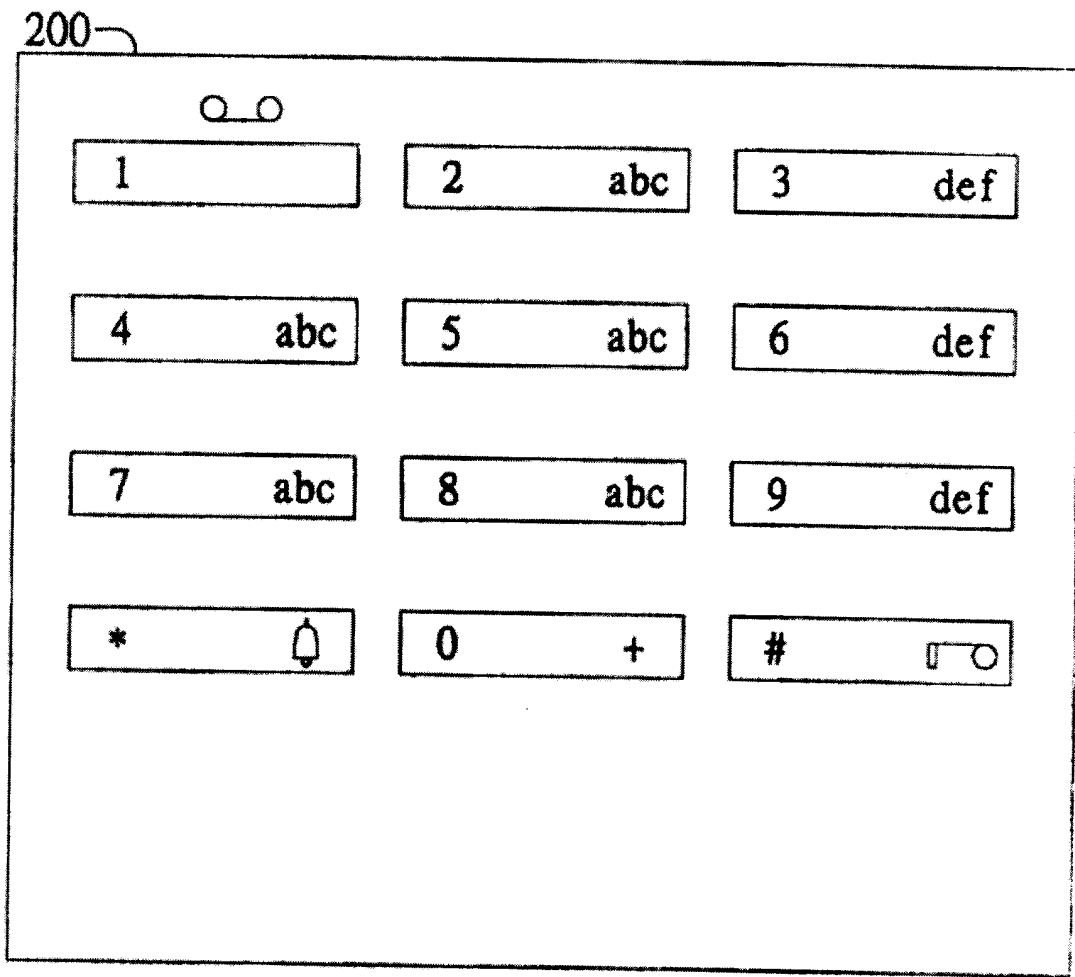 200
1 2 abc 3 def
4 abc 5 abc 6 def
7 abc 8 abc 9 def
* 0 + #